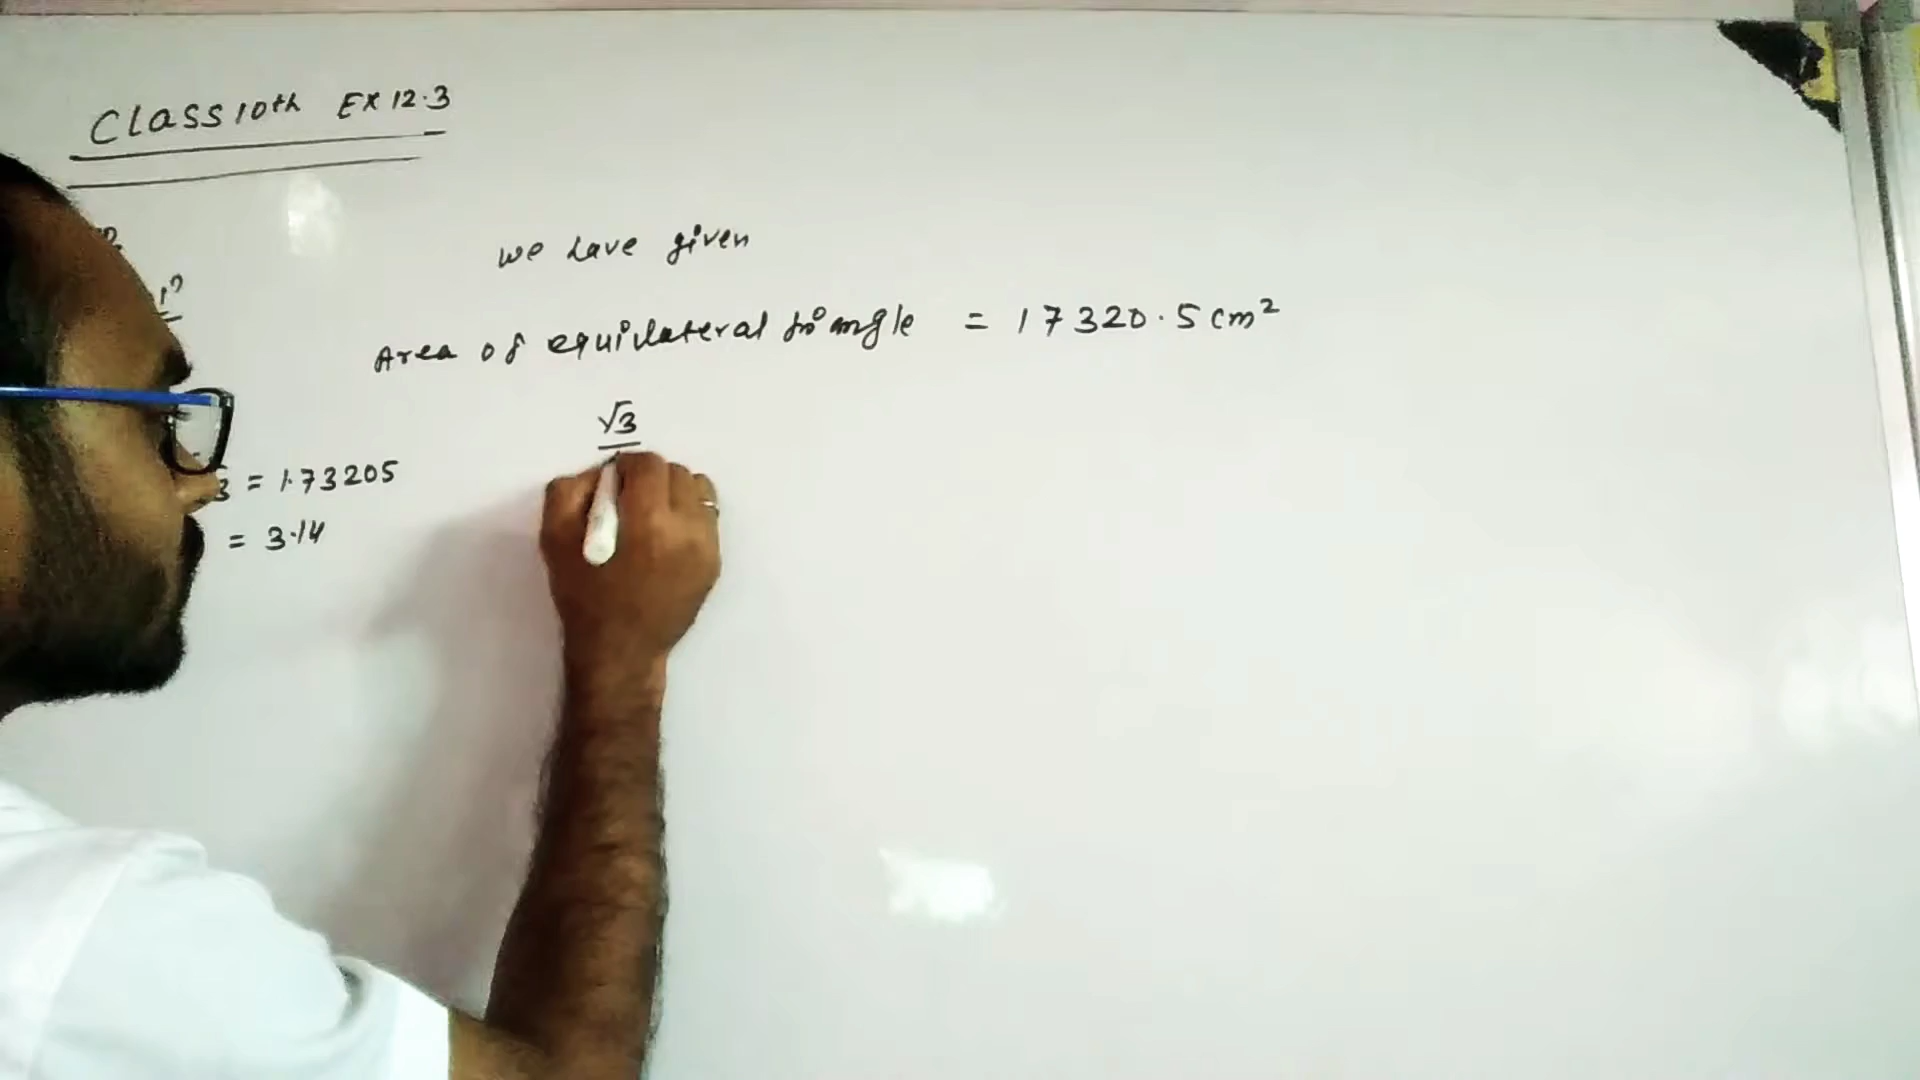 Class 10th Ex 12.3
we have given
Area of equilateral triangle = 17320.5 cm²
√3
3 = 1.73205
= 3.14